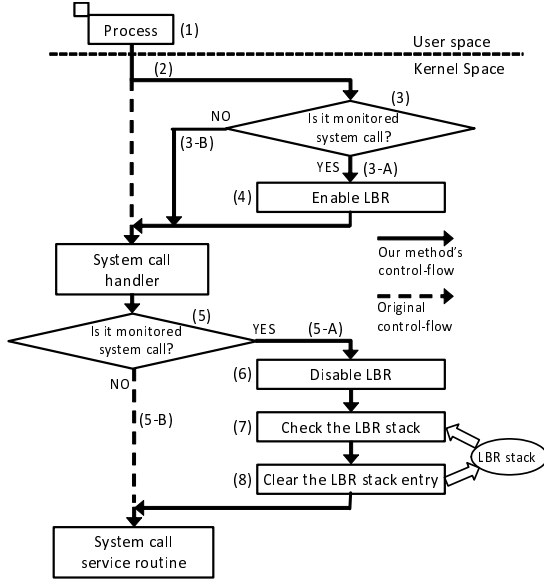 Process
(1)
User space
(2)
Kernel Space
(3)
NO
Is it monitored
system call?
(3-B)
YES
(3-A)
(4)
Enable LBR
System call
handler
Our method's
control-flow
(5)
Is it monitored
system call?
YES
(5-A)
Original
control-flow
(6)
Disable LBR
NO
(5-B)
(7)
Check the LBR stack
LBR stack
(8)
Clear the LBR stack entry
System call
service routine